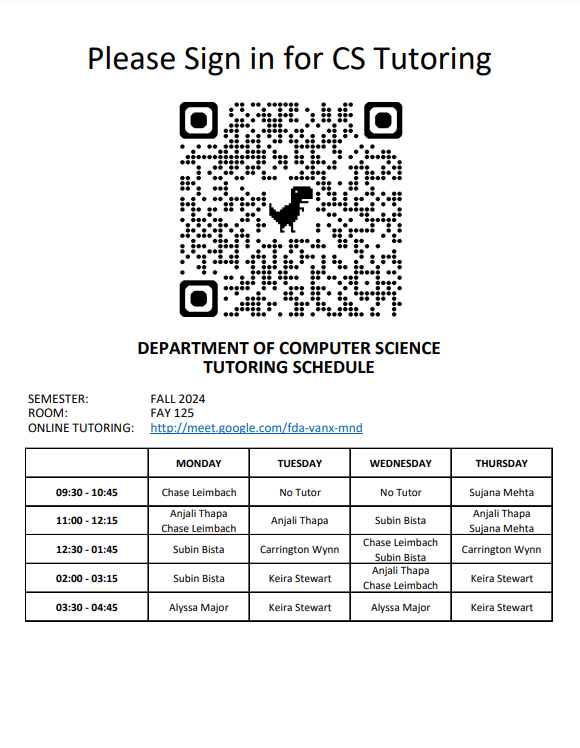 Please Sign in for CS Tutoring
DEPARTMENT OF COMPUTER SCIENCE
TUTORING SCHEDULE
SEMESTER: FALL 2024
ROOM: FAY 125
ONLINE TUTORING: http://meet.google.com/fda-vanx-mnd
MONDAY TUESDAY WEDNESDAY THURSDAY
09:30 - 10:45 Chase Leimbach No Tutor No Tutor Sujana Mehta
11:00 - 12:15 Anjali Thapa Chase Leimbach Anjali Thapa Subin Bista Anjali Thapa Sujana Mehta
12:30 - 01:45 Subin Bista Carrington Wynn Chase Leimbach Subin Bista Carrington Wynn
02:00 - 03:15 Subin Bista Keira Stewart Anjali Thapa Chase Leimbach Keira Stewart
03:30 - 04:45 Alyssa Major Keira Stewart Alyssa Major Keira Stewart